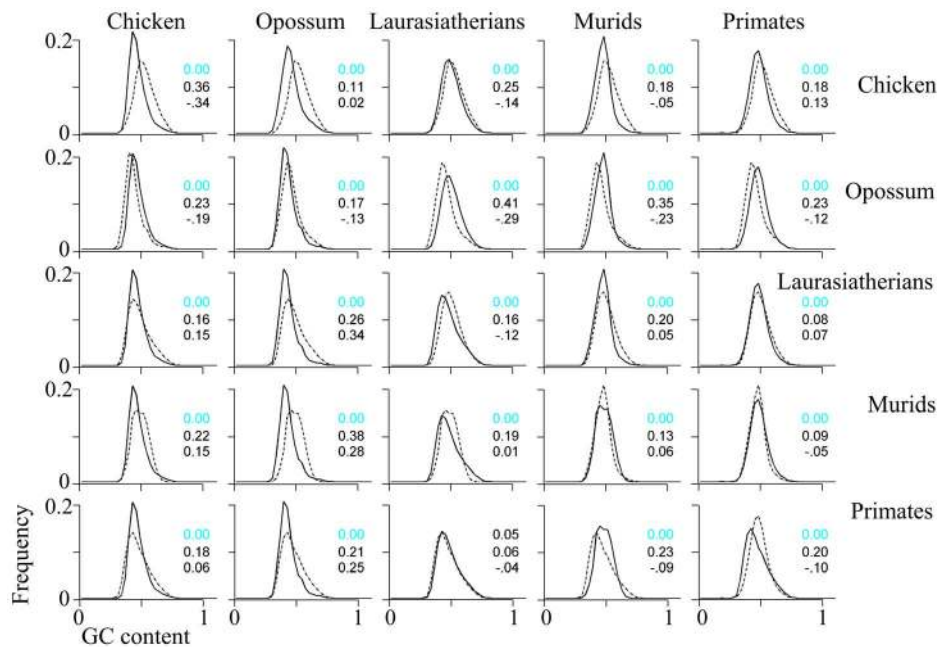 Chicken Opossum Laurasiatherians Murids Primates
0.2
0.00 0.00 0.00 0.00 0.00
0.36 0.11 0.25 0.18 0.18
-.34 0.02 -.14 -.05 0.13
Chicken
0
0.2
0.00 0.00 0.00 0.00 0.00
0.23 0.17 0.41 0.35 0.23
-.19 -.13 -.29 -.23 -.12
Opossum
0
0.2
Laurasiatherians
0.00 0.00 0.00 0.00 0.00
0.16 0.26 0.16 0.20 0.08
0.15 0.34 -.12 0.05 0.07
0
0.2
Murids
0.00 0.00 0.00 0.00 0.00
0.22 0.38 0.19 0.13 0.09
0.15 0.28 0.01 0.06 -.05
0
0.2
Primates
0.00 0.00 0.05 0.00 0.00
0.18 0.21 0.06 0.23 0.20
0.06 0.25 -.04 -.09 -.10
Frequency
0
0 1 0 1 0 1 0 1 0 1
GC content